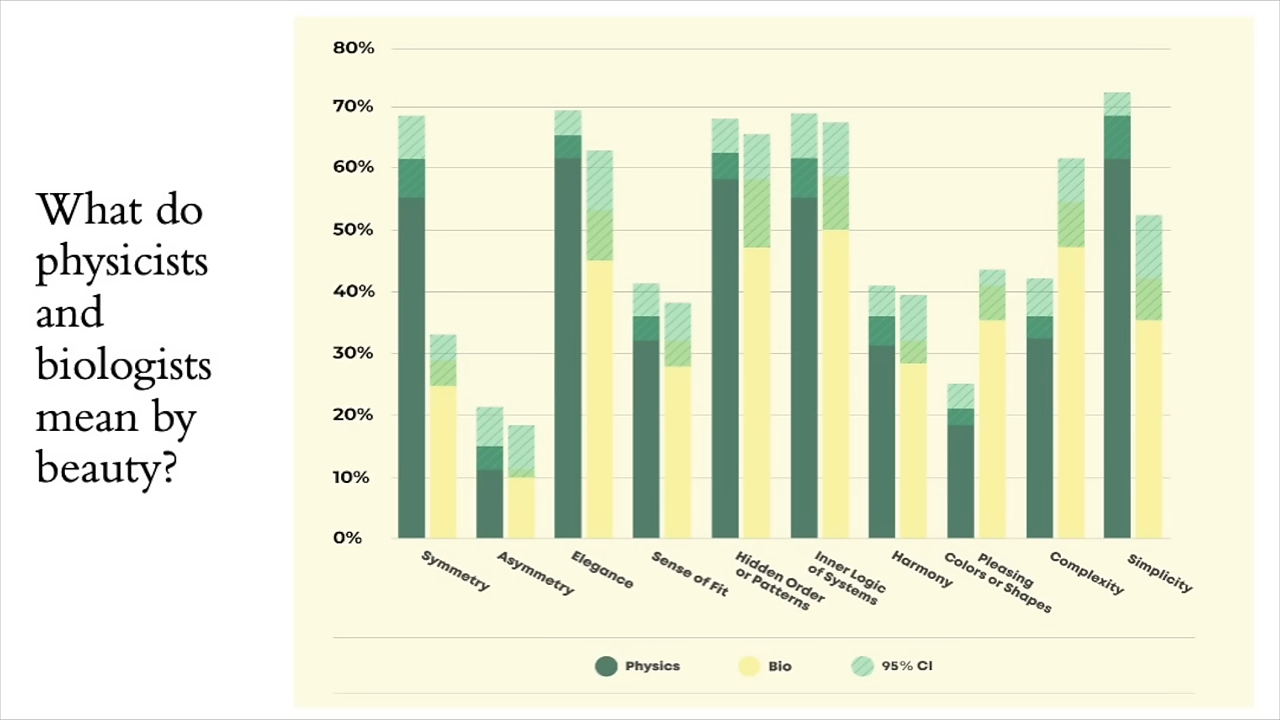 What do
physicists
and
biologists
mean by
beauty?
80%
70%
60%
50%
40%
30%
20%
10%
0%
Symmetry
Asymmetry
Elegance
Sense of Fit
Hidden Order
or Patterns
Inner Logic
of Systems
Harmony
Pleasing
Colors or Shapes
Complexity
Simplicity
Physics
Bio
95% CI